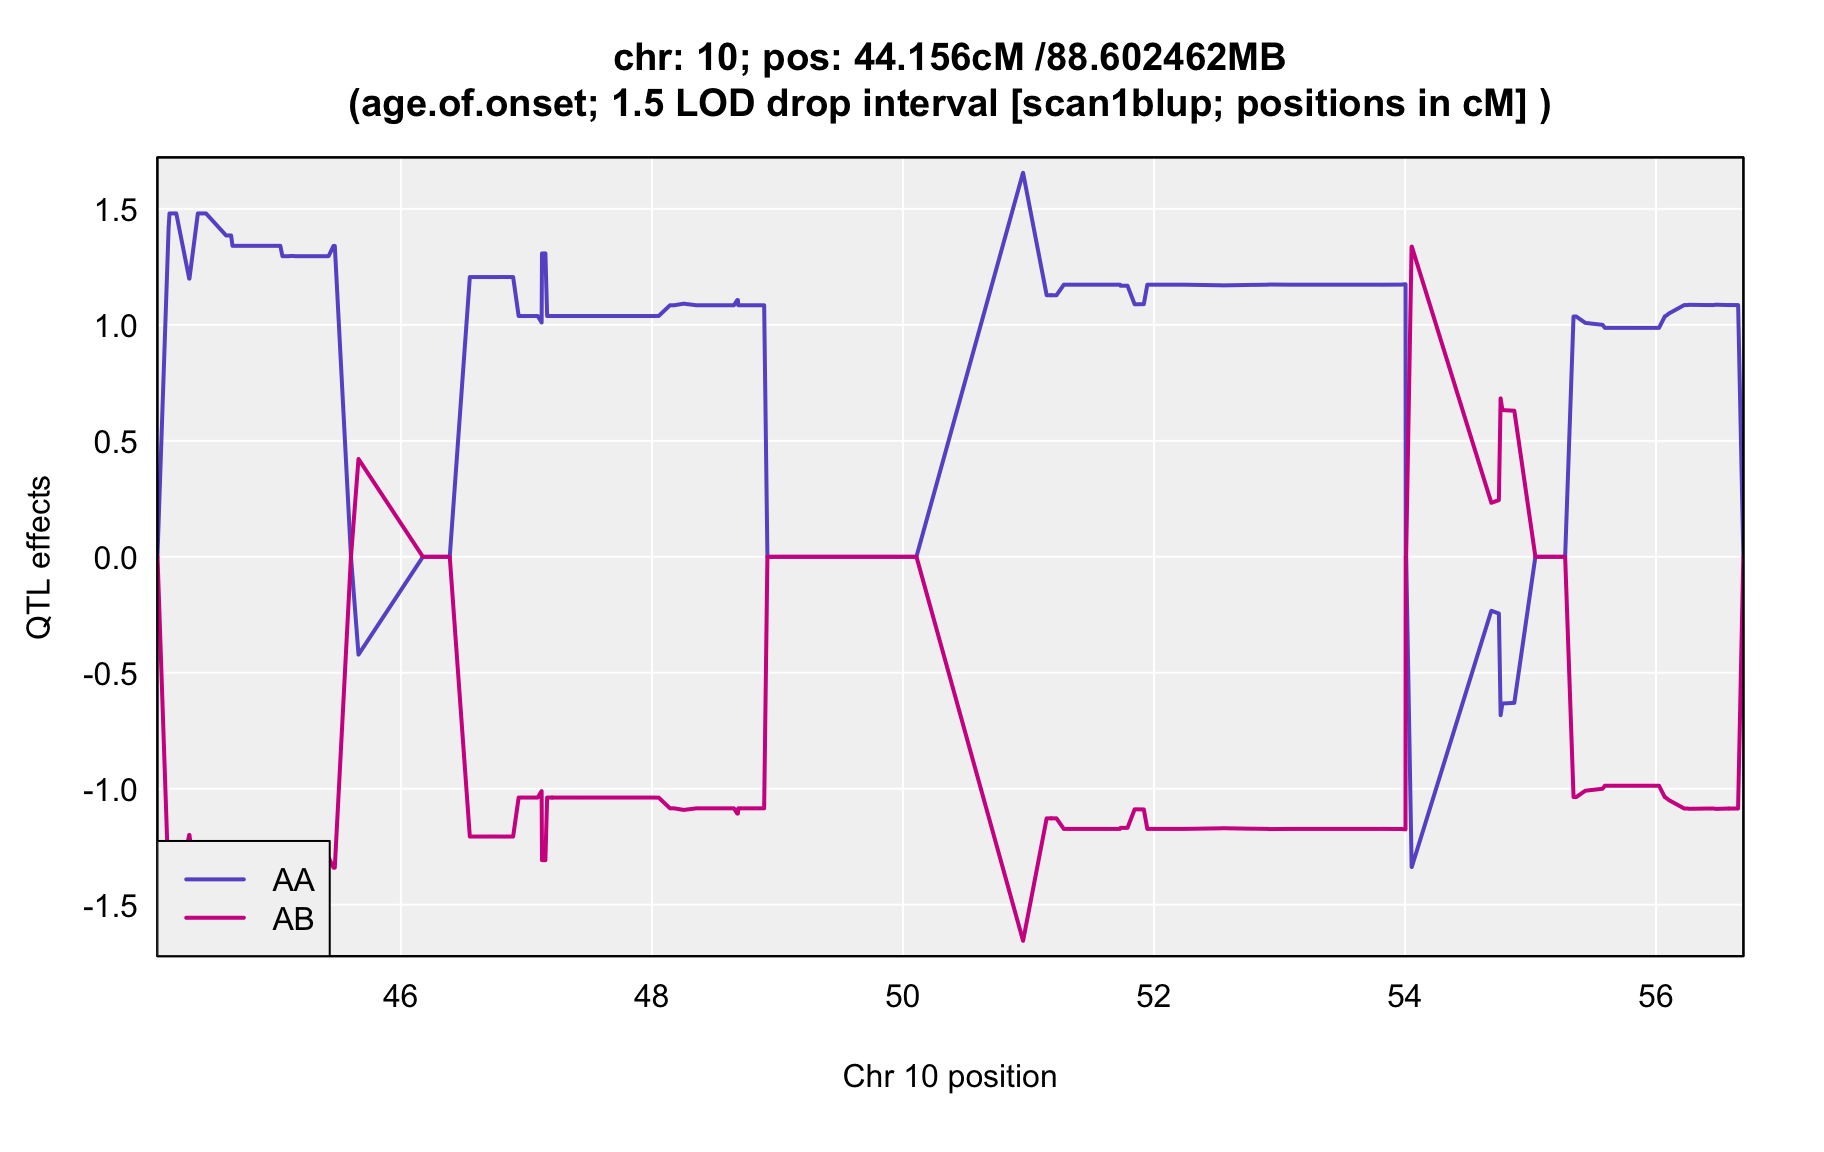 chr: 10; pos: 44.156cM /88.602462MB
(age.of.onset; 1.5 LOD drop interval [scan1blup; positions in cM] )
1.5
1.0
0.5
0.0
-0.5
-1.0
-1.5
QTL effects
AA
AB
46 48 50 52 54 56
Chr 10 position